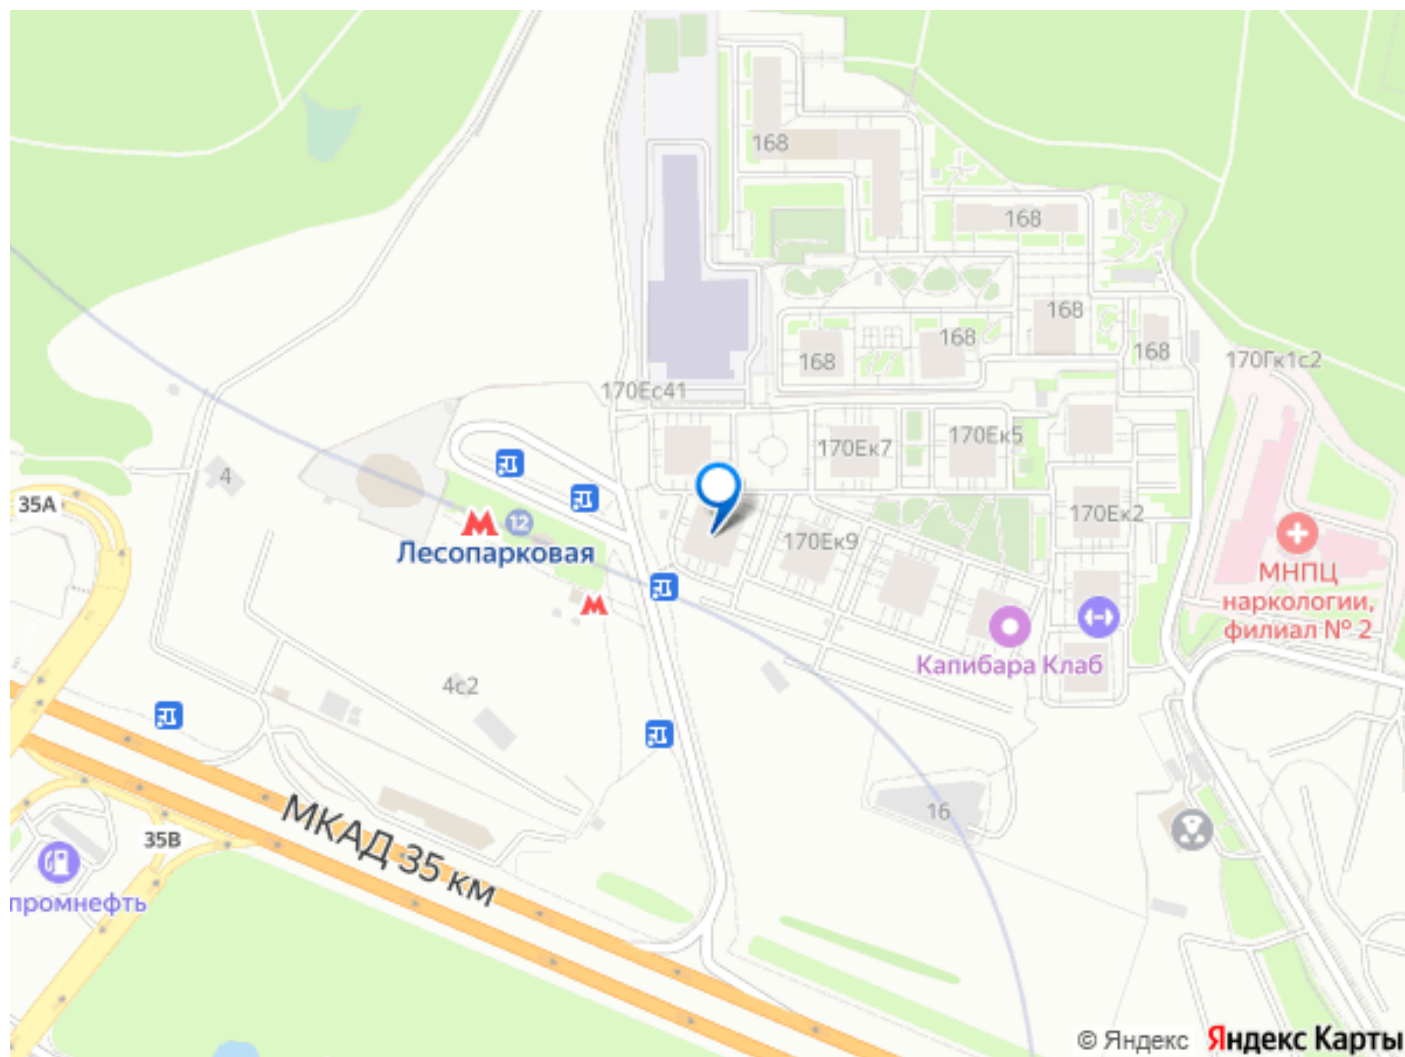 168
168
168
168
168
168
170Гк1с2
170Ес41
170Ек7
170Ек5
4
35А
М
12
Лесопарковая
170Ек9
170Ек2
М
МНПЦ
наркологии,
филиал № 2
Капибара Клаб
4с2
16
МКАД 35 км
35В
промнефть
© Яндекс
Яндекс Карты